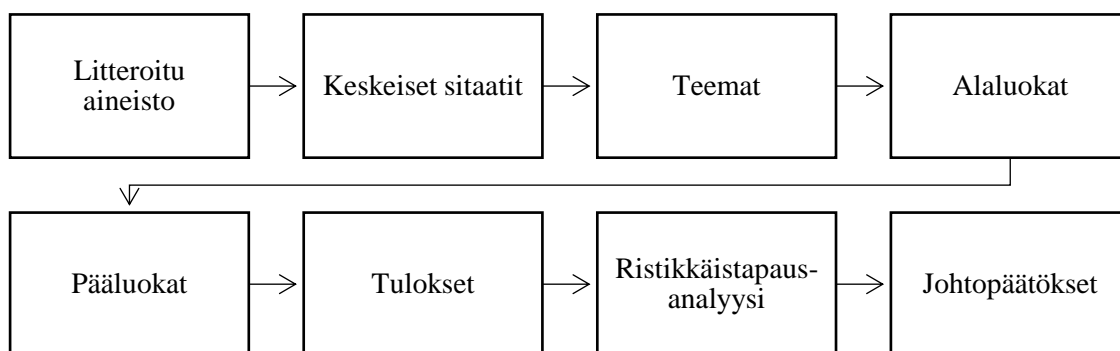 Litteroitu
aineisto
Keskeiset sitaatit
Teemat
Alaluokat
Pääluokat
Tulokset
Ristikkäistapaus-
analyysi
Johtopäätökset